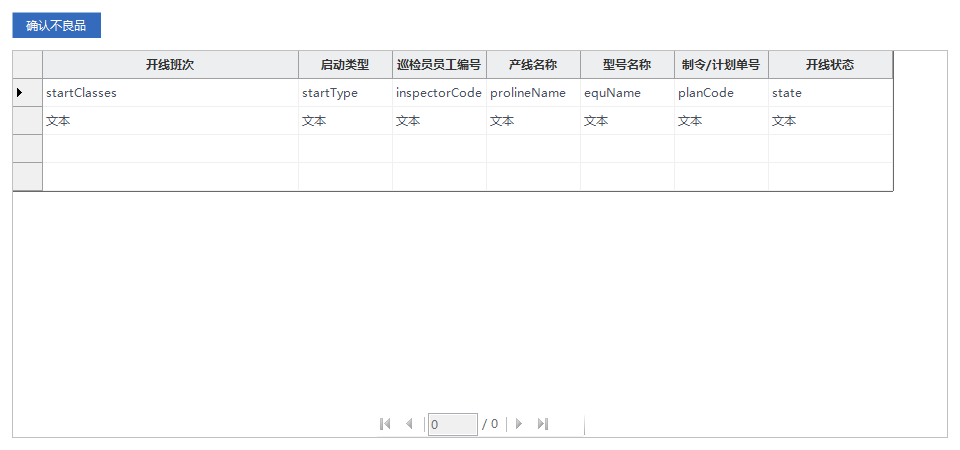 确认不良品
开线班次 启动类型 巡检员员工编号 产线名称 型号名称 制令/计划单号 开线状态
startClasses startType inspectorCode prolineName equName planCode state
文本 文本 文本 文本 文本 文本 文本
0 / 0